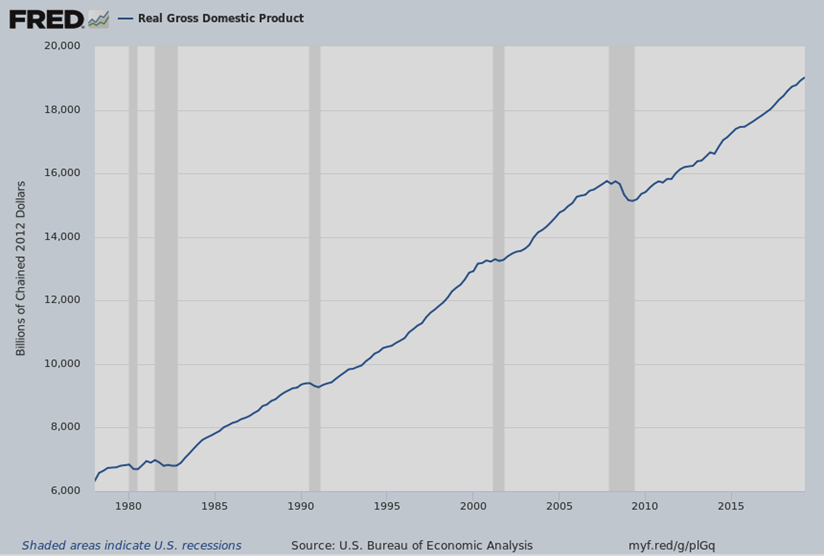 FRED
Real Gross Domestic Product
20,000
18,000
16,000
14,000
12,000
10,000
8,000
6,000
Billions of Chained 2012 Dollars
1980 1985 1990 1995 2000 2005 2010 2015
Shaded areas indicate U.S. recessions Source: U.S. Bureau of Economic Analysis myf.red/g/plGq